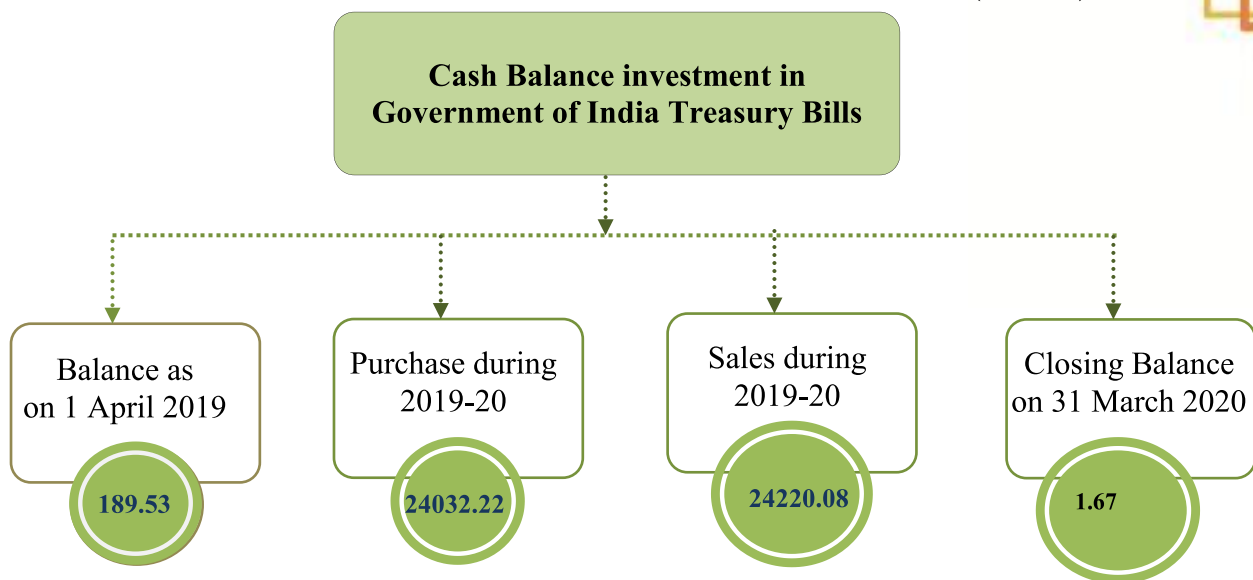 Cash Balance investment in
Government of India Treasury Bills
Balance as
on 1 April 2019
189.53
Purchase during
2019-20
24032.22
Sales during
2019-20
24220.08
Closing Balance
on 31 March 2020
1.67